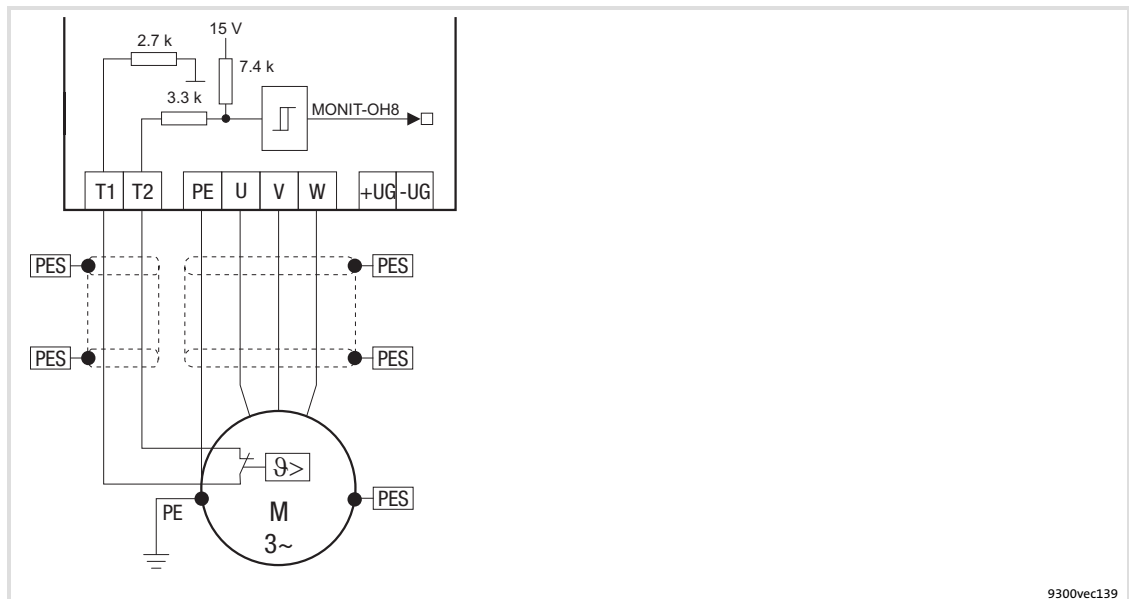 15 V
2.7 k
7.4 k
3.3 k
MONIT-OH8
T1 T2 PE U V W +UG -UG
PES PES
PES PES
ϑ>
PES
PE M
3~
9300vec139